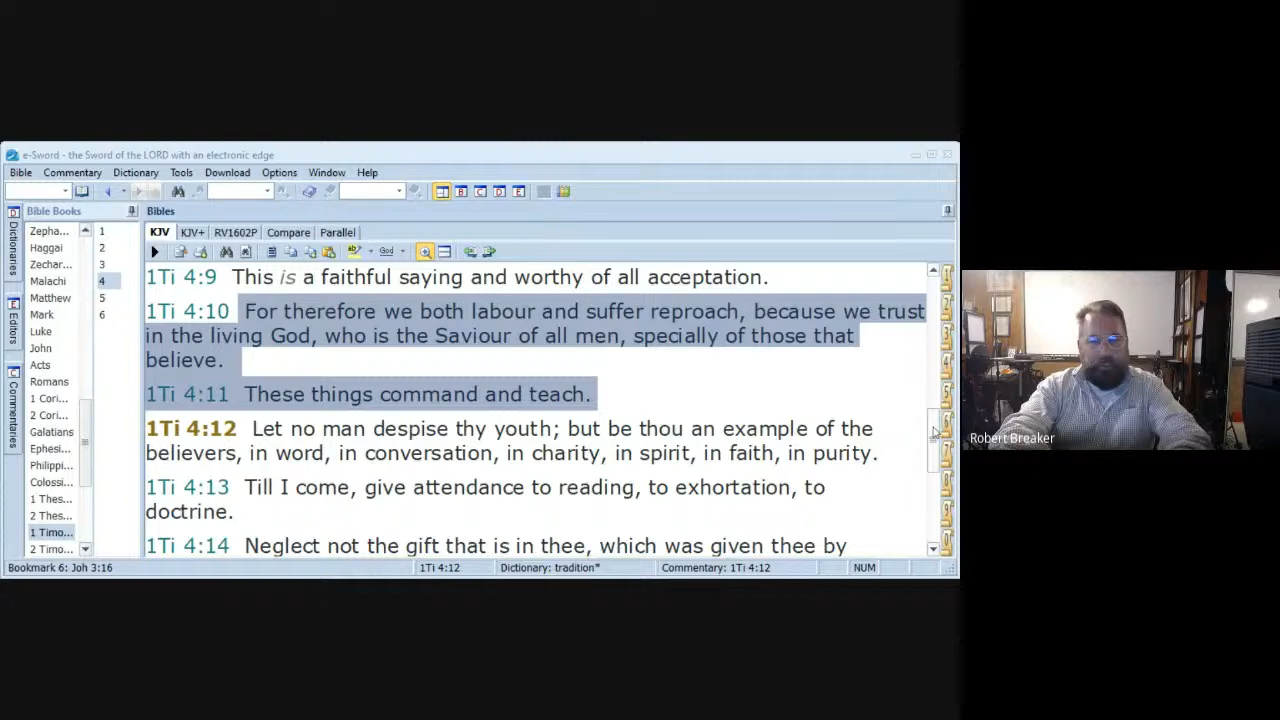 e-Sword - the Sword of the LORD with an electronic edge
Bible Commentary Dictionary Tools Download Options Window Help
B C D E
Bible Books
Bibles
Dictionaries
Editors
Commentaries
Zepha...
Haggai
Zechar...
Malachi
Matthew
Mark
Luke
John
Acts
Romans
1 Cori...
2 Cori...
Galatians
Ephesi...
Philippi...
Colossi...
1 Thes...
2 Thes...
1 Timo...
2 Timo...
1
2
3
4
5
6
KJV KJV+ RV1602P Compare Parallel
God
1Ti 4:9 This is a faithful saying and worthy of all acceptation.
1Ti 4:10 For therefore we both labour and suffer reproach, because we trust
in the living God, who is the Saviour of all men, specially of those that
believe.
1Ti 4:11 These things command and teach.
1Ti 4:12 Let no man despise thy youth; but be thou an example of the
believers, in word, in conversation, in charity, in spirit, in faith, in purity.
1Ti 4:13 Till I come, give attendance to reading, to exhortation, to
doctrine.
1Ti 4:14 Neglect not the gift that is in thee, which was given thee by
Bookmark 6: Joh 3:16 1Ti 4:12 Dictionary: tradition* Commentary: 1Ti 4:12 NUM
Robert Breaker